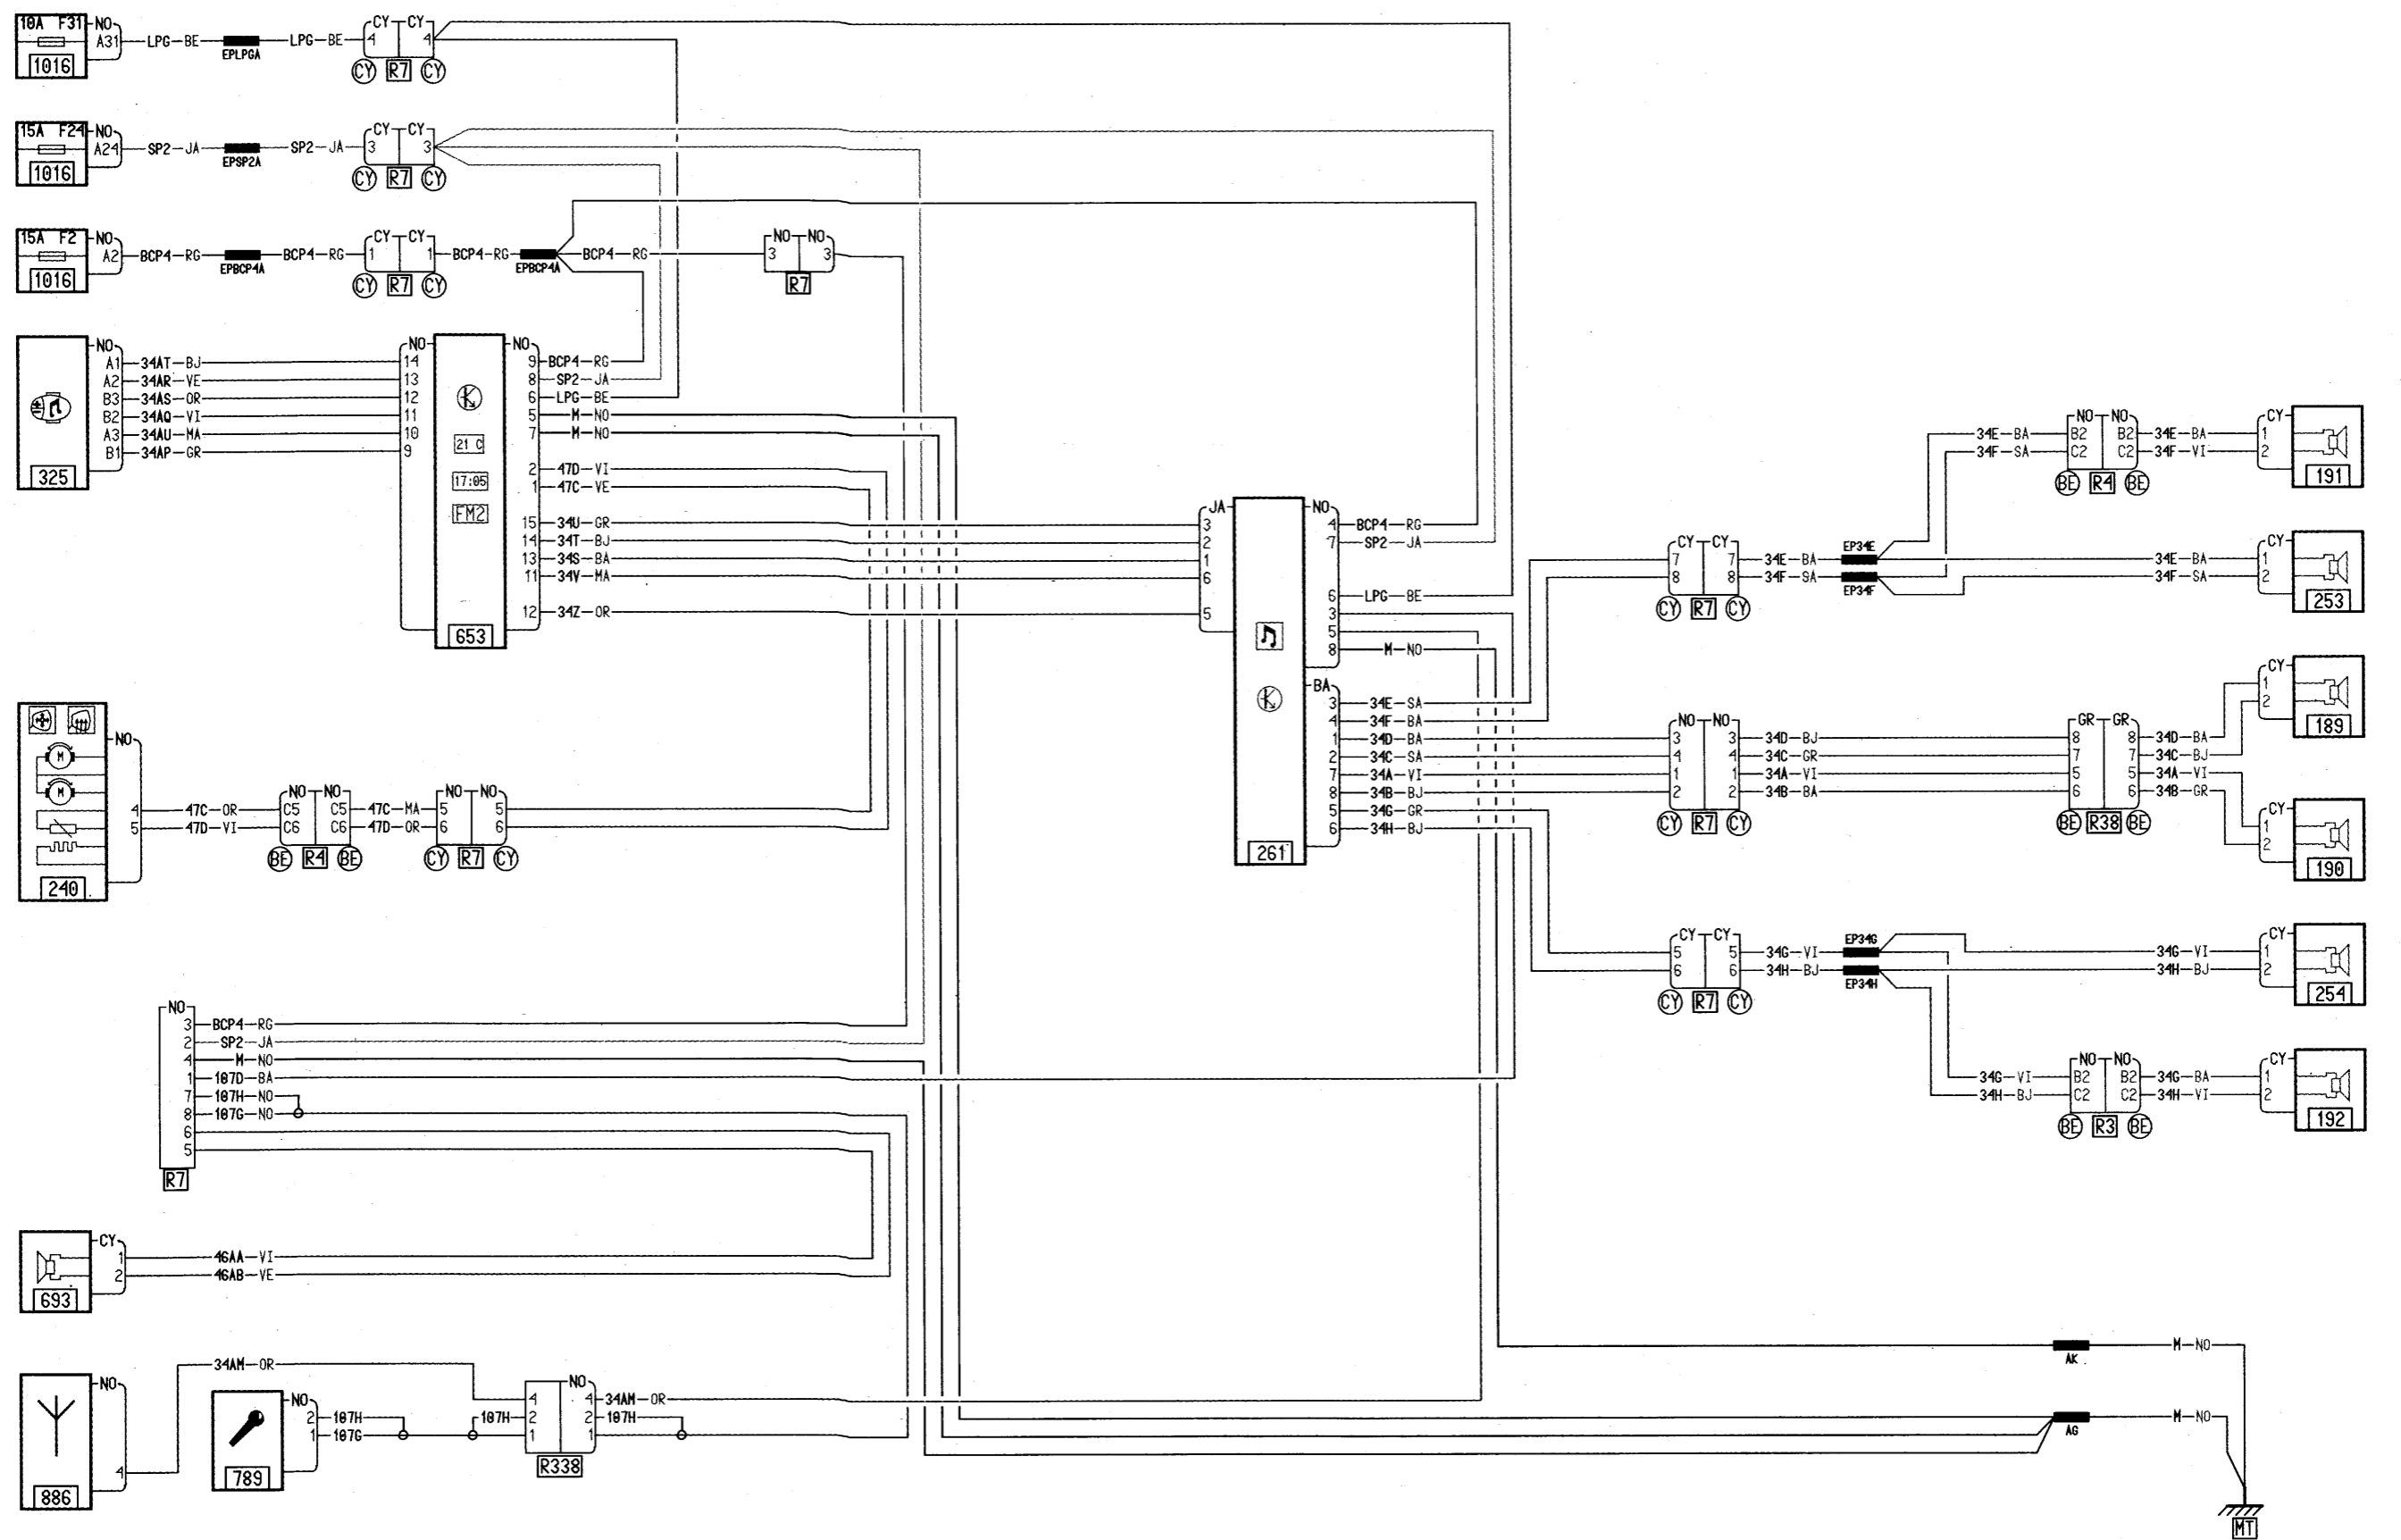 10A F31 NO
A31 LPG BE EPLPGA LPG BE CY CY 4 4
1016 CY R7 CY
15A F24 NO
A24 SP2 JA EPSP2A SP2 JA CY CY 3 3
1016 CY R7 CY
15A F2 NO
A2 BCP4 RG EPBCP4A BCP4 RG CY CY 1 1 BCP4 RG EPBCP4A BCP4 RG NO NO 3 3
1016 CY R7 CY R7
NO
A1 34AT BJ
A2 34AR VE
B3 34AS OR
B2 34AQ VI
A3 34AU MA
B1 34AP GR
325
NO NO
14
13
12
11
10
9
21 C
17:05
FM2
653
9 BCP4 RG
8 SP2 JA
6 LPG BE
5 M NO
7 M NO
2 47D VI
1 47C VE
15 34U GR
14 34T BJ
13 34S BA
11 34V MA
12 34Z OR
JA
3
2
1
6
5
NO
4 BCP4 RG
7 SP2 JA
6 LPG BE
3
5
8 M NO
BA
3 34E SA
4 34F BA
1 34D BA
2 34C SA
7 34A VI
8 34B BJ
5 34G GR
6 34H BJ
261
CY CY
7 7 34E BA EP34E
8 8 34F SA EP34F
CY R7 CY
34E BA
34F SA
NO NO
B2 B2 34E BA
C2 C2 34F VI
BE R4 BE
CY
1
2
191
34E BA
34F SA
CY
1
2
253
NO NO
3 3 34D BJ
4 4 34C GR
1 1 34A VI
2 2 34B BA
CY R7 CY
GR GR
8 8 34D BA
7 7 34C BJ
5 5 34A VI
6 6 34B GR
BE R38 BE
CY
1
2
189
CY
1
2
190
CY CY
5 5 34G VI EP34G
6 6 34H BJ EP34H
CY R7 CY
34G VI
34H BJ
CY
1
2
254
34G VI
34H BJ
NO NO
B2 B2 34G BA
C2 C2 34H VI
BE R3 BE
CY
1
2
192
M
M
240
NO
4 47C OR
5 47D VI
NO NO
C5 C5 47C MA
C6 C6 47D OR
BE R4 BE
NO NO
5 5
6 6
CY R7 CY
NO
3 BCP4 RG
2 SP2 JA
4 M NO
1 107D BA
7 107H NO
8 107G NO
6
5
R7
CY
1 46AA VI
2 46AB VE
693
34AM OR
NO
4
886
NO
2 107H
1 107G
789
107H
NO
4 4 34AM OR
2 2 107H
1 1
R338
AK M NO
AG M NO
MT